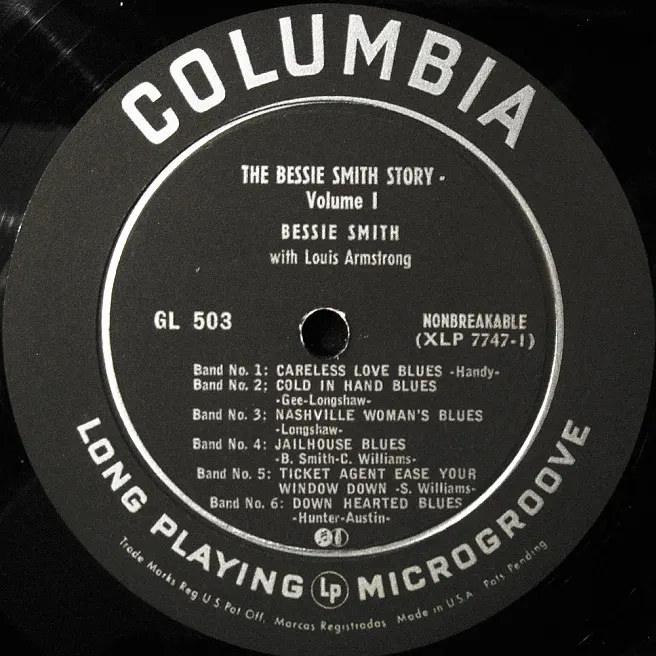 COLUMBIA
THE BESSIE SMITH STORY -
Volume I
BESSIE SMITH
with Louis Armstrong
GL 503
NONBREAKABLE
(XLP 7747-1)
Band No. 1: CARELESS LOVE BLUES -Handy-
Band No. 2: COLD IN HAND BLUES
-Gee-Longshaw-
Band No. 3: NASHVILLE WOMAN'S BLUES
-Longshaw-
Band No. 4: JAILHOUSE BLUES
-B. Smith-C. Williams-
Band No. 5: TICKET AGENT EASE YOUR
WINDOW DOWN -S. Williams-
Band No. 6: DOWN HEARTED BLUES
-Hunter-Austin-
LONG PLAYING Lp MICROGROOVE
Trade Marks Reg U S Pat Off. Marcas Registradas Made in U.S.A Pats Pending